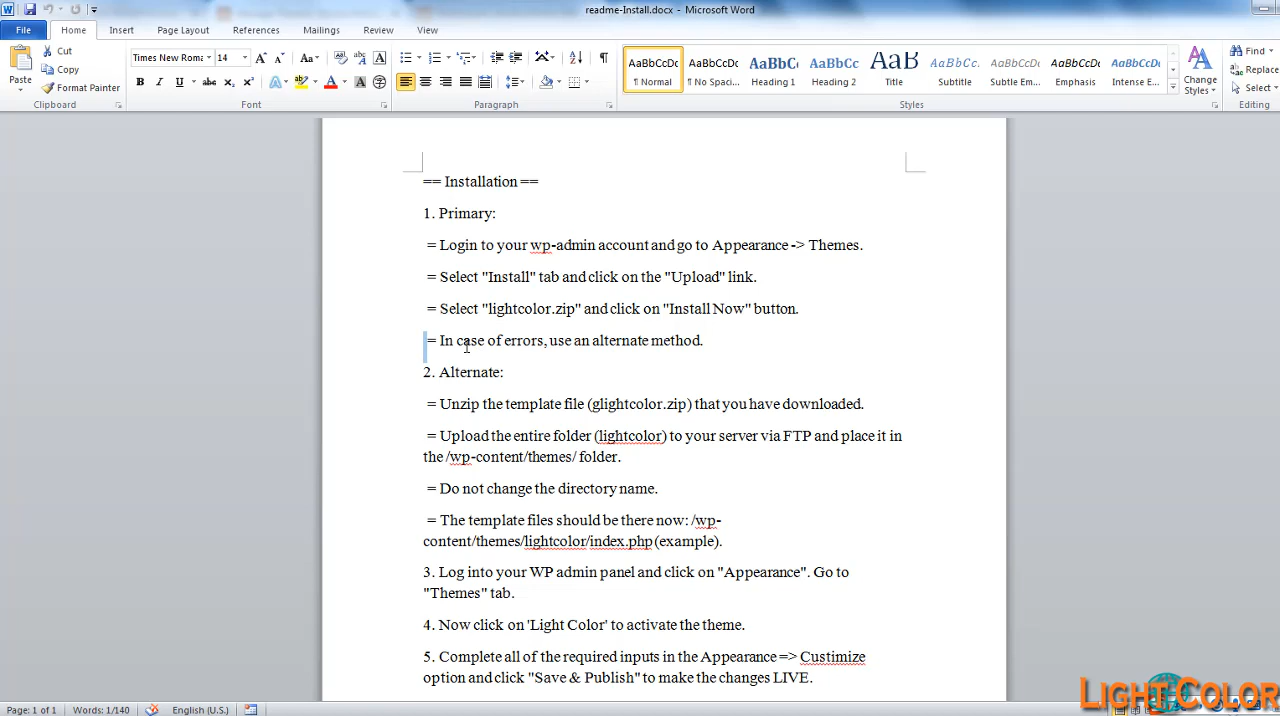 readme-Install.docx - Microsoft Word
File Home Insert Page Layout References Mailings Review View
Paste
Cut
Copy
Format Painter
Clipboard
Times New Roma 14
Font
Paragraph
AaBbCcDc AaBbCcDc AaBbC AaBbCc AaB AaBbCc. AaBbCcDc AaBbCcDc AaBbCcDc
¶ Normal ¶ No Spaci... Heading 1 Heading 2 Title Subtitle Subtle Em... Emphasis Intense E...
Change Styles
Styles
Find
Replace
Select
Editing
== Installation ==
1. Primary:
= Login to your wp-admin account and go to Appearance -> Themes.
= Select "Install" tab and click on the "Upload" link.
= Select "lightcolor.zip" and click on "Install Now" button.
= In case of errors, use an alternate method.
2. Alternate:
= Unzip the template file (glightcolor.zip) that you have downloaded.
= Upload the entire folder (lightcolor) to your server via FTP and place it in
the /wp-content/themes/ folder.
= Do not change the directory name.
= The template files should be there now: /wp-
content/themes/lightcolor/index.php (example).
3. Log into your WP admin panel and click on "Appearance". Go to
"Themes" tab.
4. Now click on 'Light Color' to activate the theme.
5. Complete all of the required inputs in the Appearance => Custimize
option and click "Save & Publish" to make the changes LIVE.
LIGHT COLOR
Page: 1 of 1 Words: 1/140 English (U.S.)